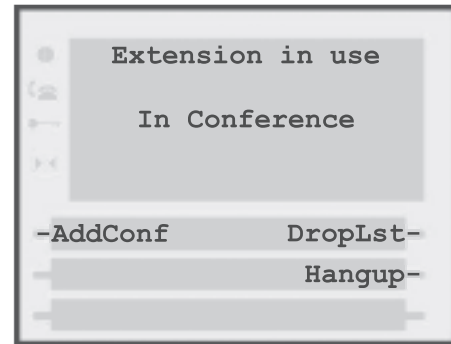 Extension in use
In Conference
-AddConf DropLst-
Hangup-